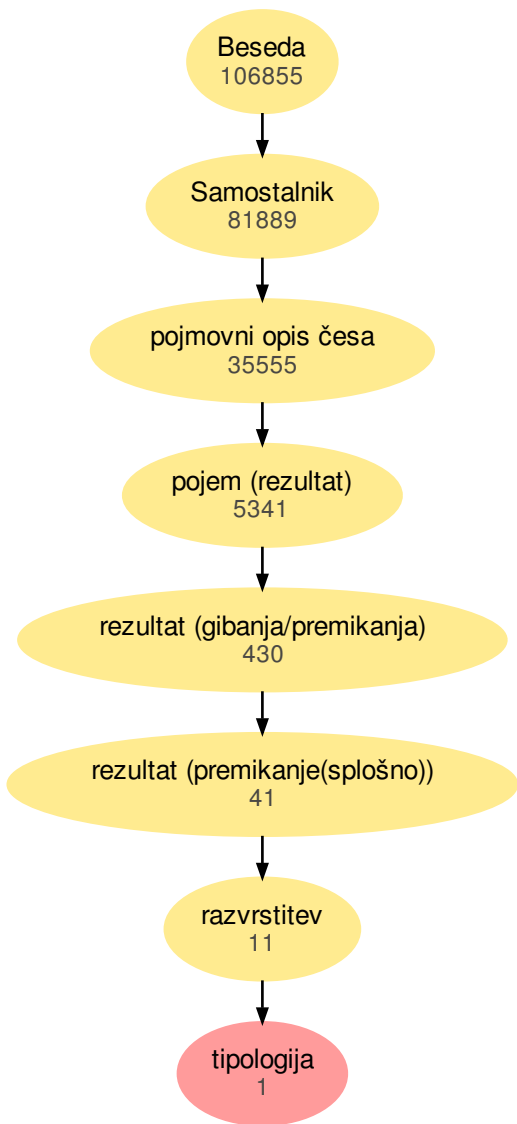 Beseda
106855
Samostalnik
81889
pojmovni opis česa
35555
pojem (rezultat)
5341
rezultat (gibanja/premikanja)
430
rezultat (premikanje(splošno))
41
razvrstitev
11
tipologija
1